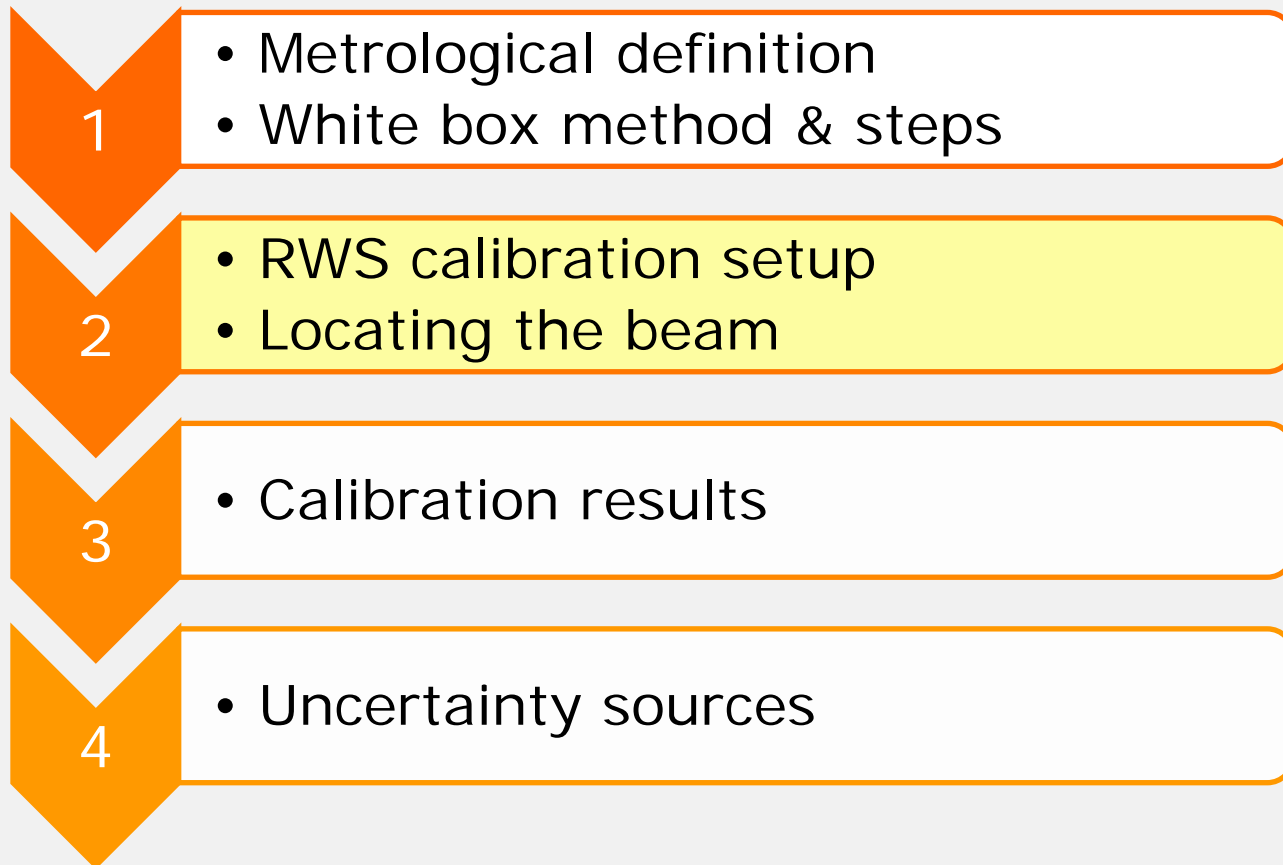 1
• Metrological definition
• White box method & steps
2
• RWS calibration setup
• Locating the beam
3
• Calibration results
4
• Uncertainty sources